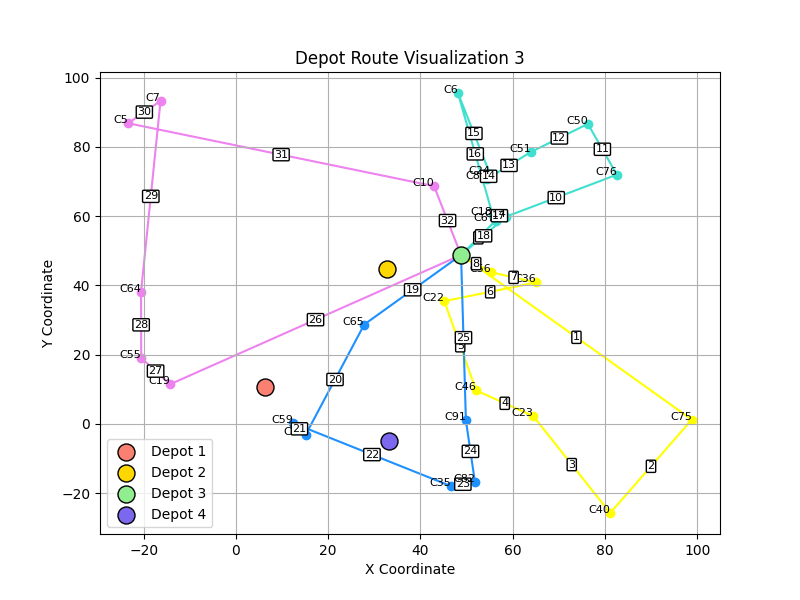 Depot Route Visualization 3
Y Coordinate
X Coordinate
100
80
60
40
20
0
−20
−20
0
20
40
60
80
100
C7
C5
30
31
29
C64
28
C55
27
C19
26
C10
32
C6
15
16
C24
14
13
C51
12
C50
11
C76
10
C18
17
18
8
C36
7
6
C22
1
C75
2
C40
3
C23
4
C46
25
19
C65
20
C59
21
22
C35
23
24
C91
Depot 1
Depot 2
Depot 3
Depot 4